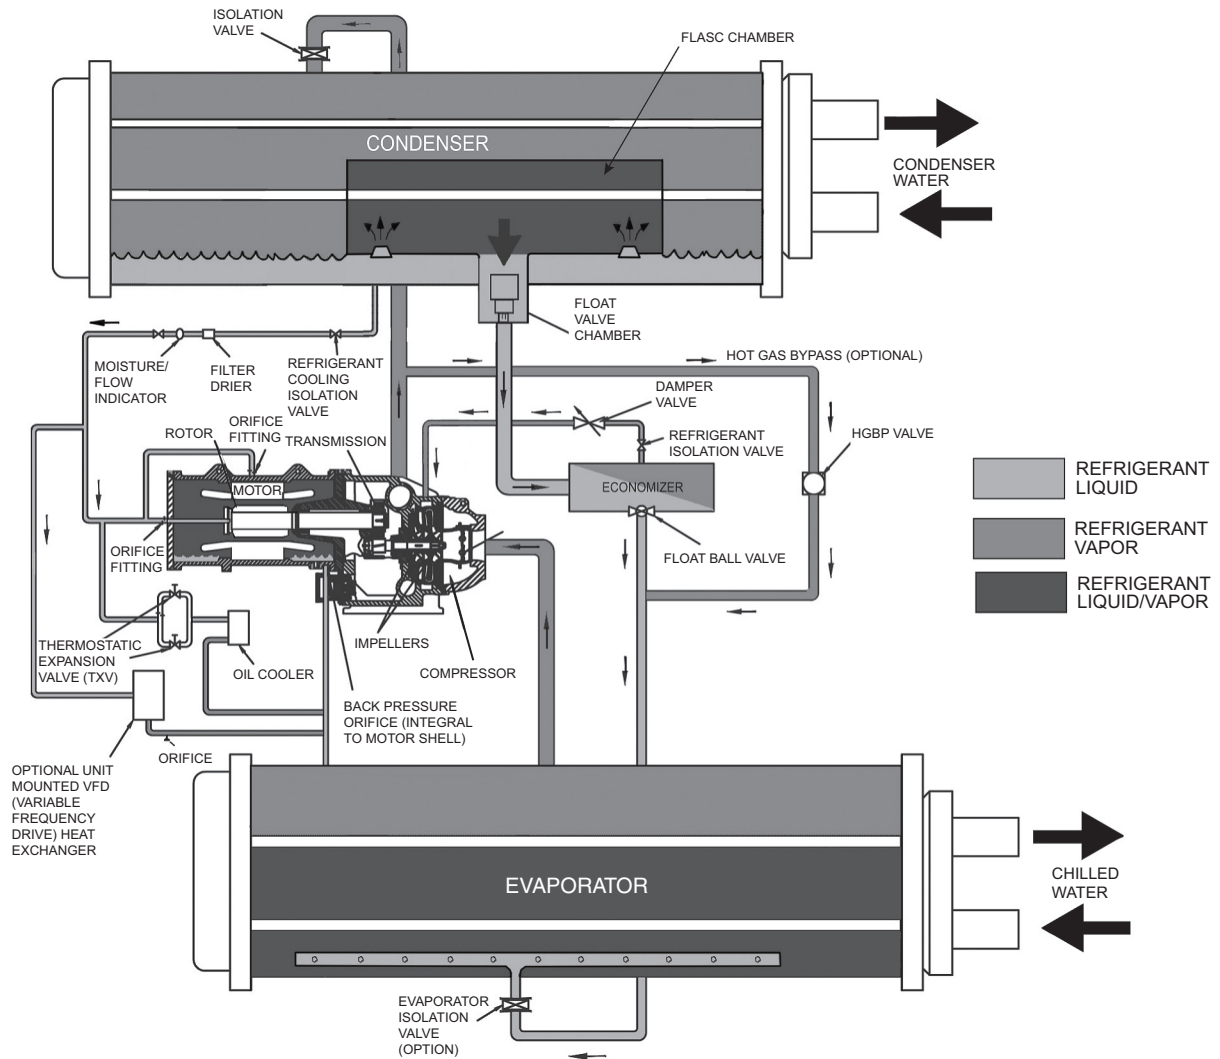 ISOLATION
VALVE
FLASC CHAMBER
CONDENSER
CONDENSER
WATER
FLOAT
VALVE
CHAMBER
MOISTURE/
FLOW
INDICATOR
FILTER
DRIER
REFRIGERANT
COOLING
ISOLATION
VALVE
HOT GAS BYPASS (OPTIONAL)
DAMPER
VALVE
ORIFICE
FITTING
ROTOR
TRANSMISSION
REFRIGERANT
ISOLATION VALVE
HGBP VALVE
MOTOR
ECONOMIZER
REFRIGERANT
LIQUID
REFRIGERANT
VAPOR
REFRIGERANT
LIQUID/VAPOR
ORIFICE
FITTING
FLOAT BALL VALVE
THERMOSTATIC
EXPANSION
VALVE (TXV)
OIL COOLER
IMPELLERS
COMPRESSOR
BACK PRESSURE
ORIFICE (INTEGRAL
TO MOTOR SHELL)
ORIFICE
OPTIONAL UNIT
MOUNTED VFD
(VARIABLE
FREQUENCY
DRIVE) HEAT
EXCHANGER
EVAPORATOR
CHILLED
WATER
EVAPORATOR
ISOLATION
VALVE
(OPTION)